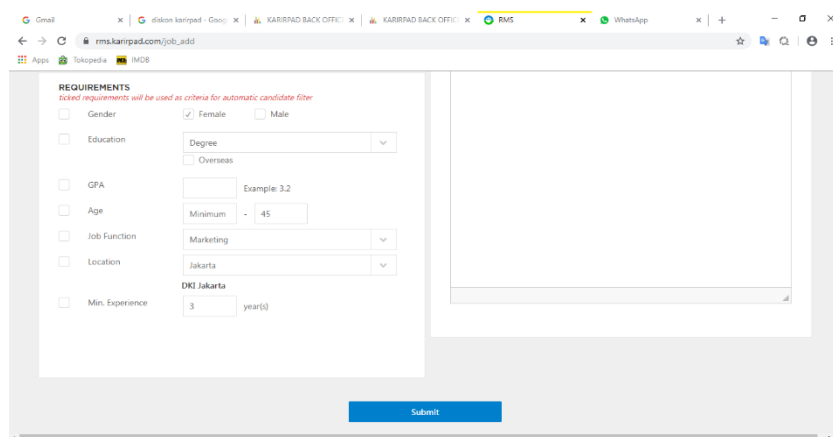 Gmail
diskon karirpad - Goog
KARIRPAD BACK OFFIC
KARIRPAD BACK OFFIC
RMS
WhatsApp
rms.karirpad.com/job_add
Apps
Tokopedia
IMDB
REQUIREMENTS
ticked requirements will be used as criteria for automatic candidate filter
Gender Female Male
Education Degree
Overseas
GPA Example: 3.2
Age Minimum - 45
Job Function Marketing
Location Jakarta
DKI Jakarta
Min. Experience 3 year(s)
Submit